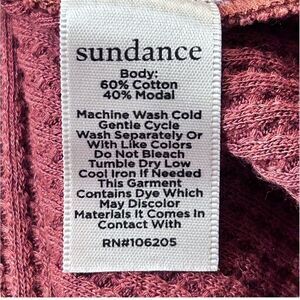 sundance
Body:
60% Cotton
40% Modal
Machine Wash Cold
Gentle Cycle
Wash Separately Or
With Like Colors
Do Not Bleach
Tumble Dry Low
Cool Iron if Needed
This Garment
Contains Dye Which
May Discolor
Materials It Comes In
Contact With
RN#106205